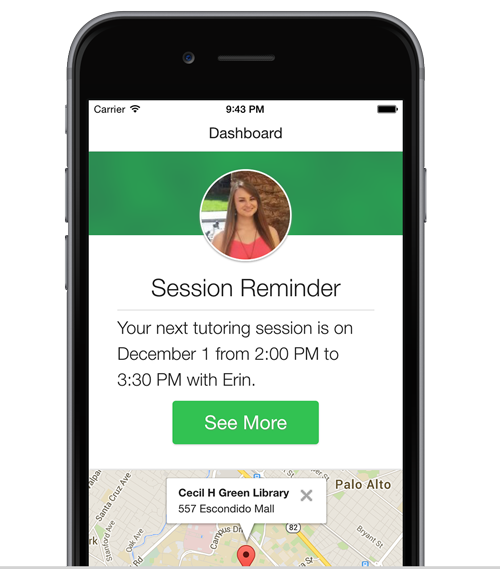 Carrier 9:43 PM
Dashboard
Session Reminder
Your next tutoring session is on
December 1 from 2:00 PM to
3:30 PM with Erin.
See More
Cecil H Green Library
557 Escondido Mall
Palo Alto
Santa Cruz Ave
Stanford Ave
Oak Ave
Campus Dr
82
Bryant St